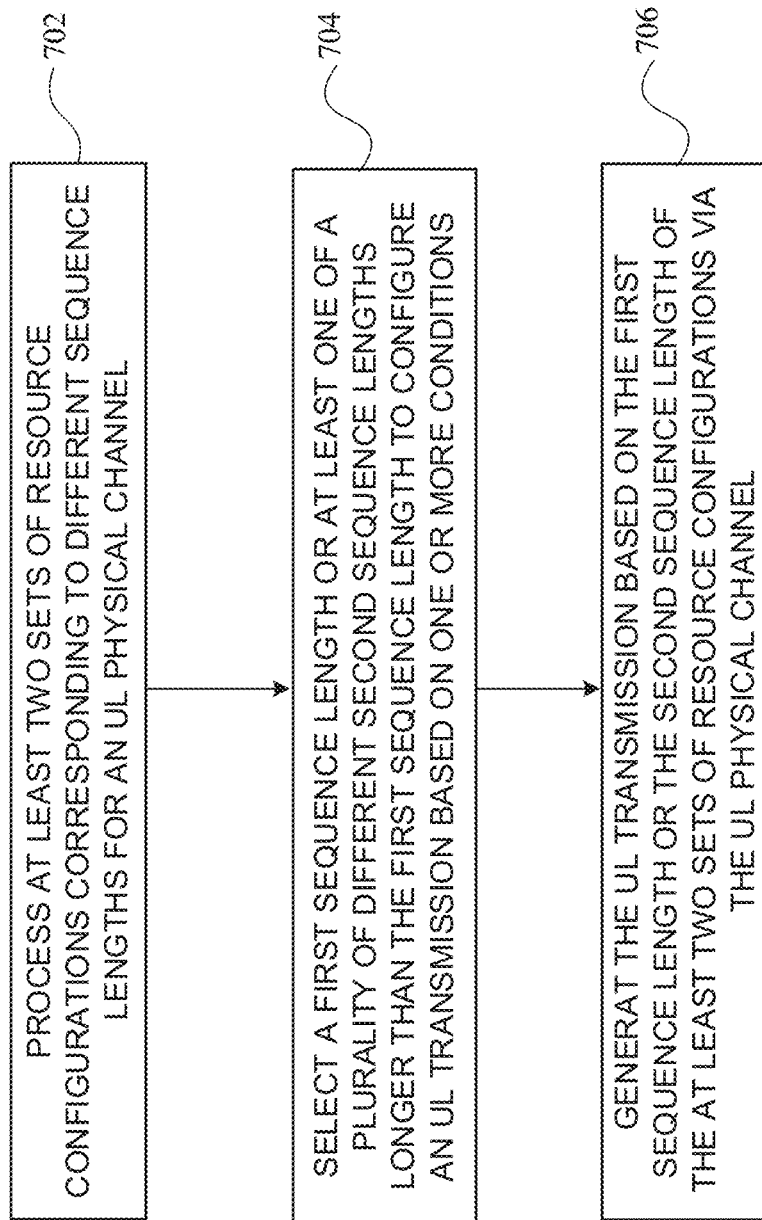 PROCESS AT LEAST TWO SETS OF RESOURCE
CONFIGURATIONS CORRESPONDING TO DIFFERENT SEQUENCE
LENGTHS FOR AN UL PHYSICAL CHANNEL
702
SELECT A FIRST SEQUENCE LENGTH OR AT LEAST ONE OF A
PLURALITY OF DIFFERENT SECOND SEQUENCE LENGTHS
LONGER THAN THE FIRST SEQUENCE LENGTH TO CONFIGURE
AN UL TRANSMISSION BASED ON ONE OR MORE CONDITIONS
704
GENERAT THE UL TRANSMISSION BASED ON THE FIRST
SEQUENCE LENGTH OR THE SECOND SEQUENCE LENGTH OF
THE AT LEAST TWO SETS OF RESOURCE CONFIGURATIONS VIA
THE UL PHYSICAL CHANNEL
706